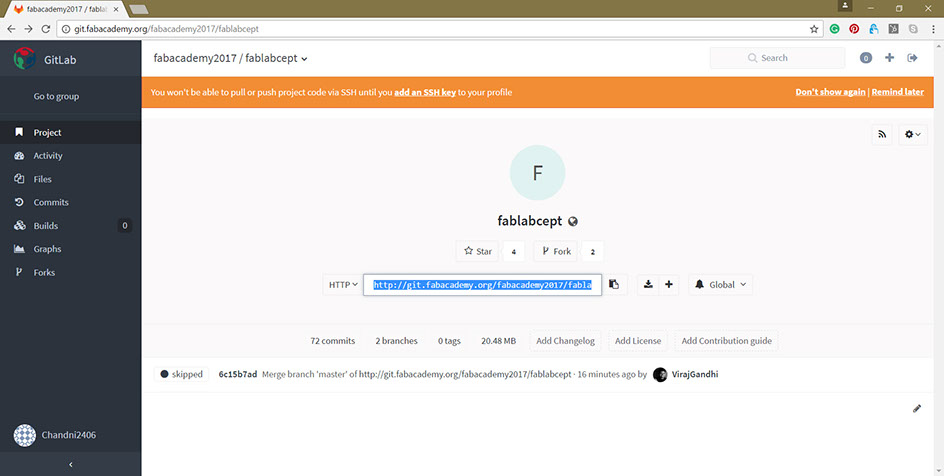 fabacademy2017 / fabla
git.fabacademy.org/fabacademy2017/fablabcept
GitLab
fabacademy2017 / fablabcept
Search
0
Go to group
You won't be able to pull or push project code via SSH until you add an SSH key to your profile
Don't show again | Remind later
Project
Activity
Files
Commits
Builds 0
Graphs
Forks
F
fablabcept
Star 4 Fork 2
HTTP http://git.fabacademy.org/fabacademy2017/fabla Global
72 commits 2 branches 0 tags 20.48 MB Add Changelog Add License Add Contribution guide
skipped 6c15b7ad Merge branch 'master' of http://git.fabacademy.org/fabacademy2017/fablabcept · 16 minutes ago by VirajGandhi
Chandni2406